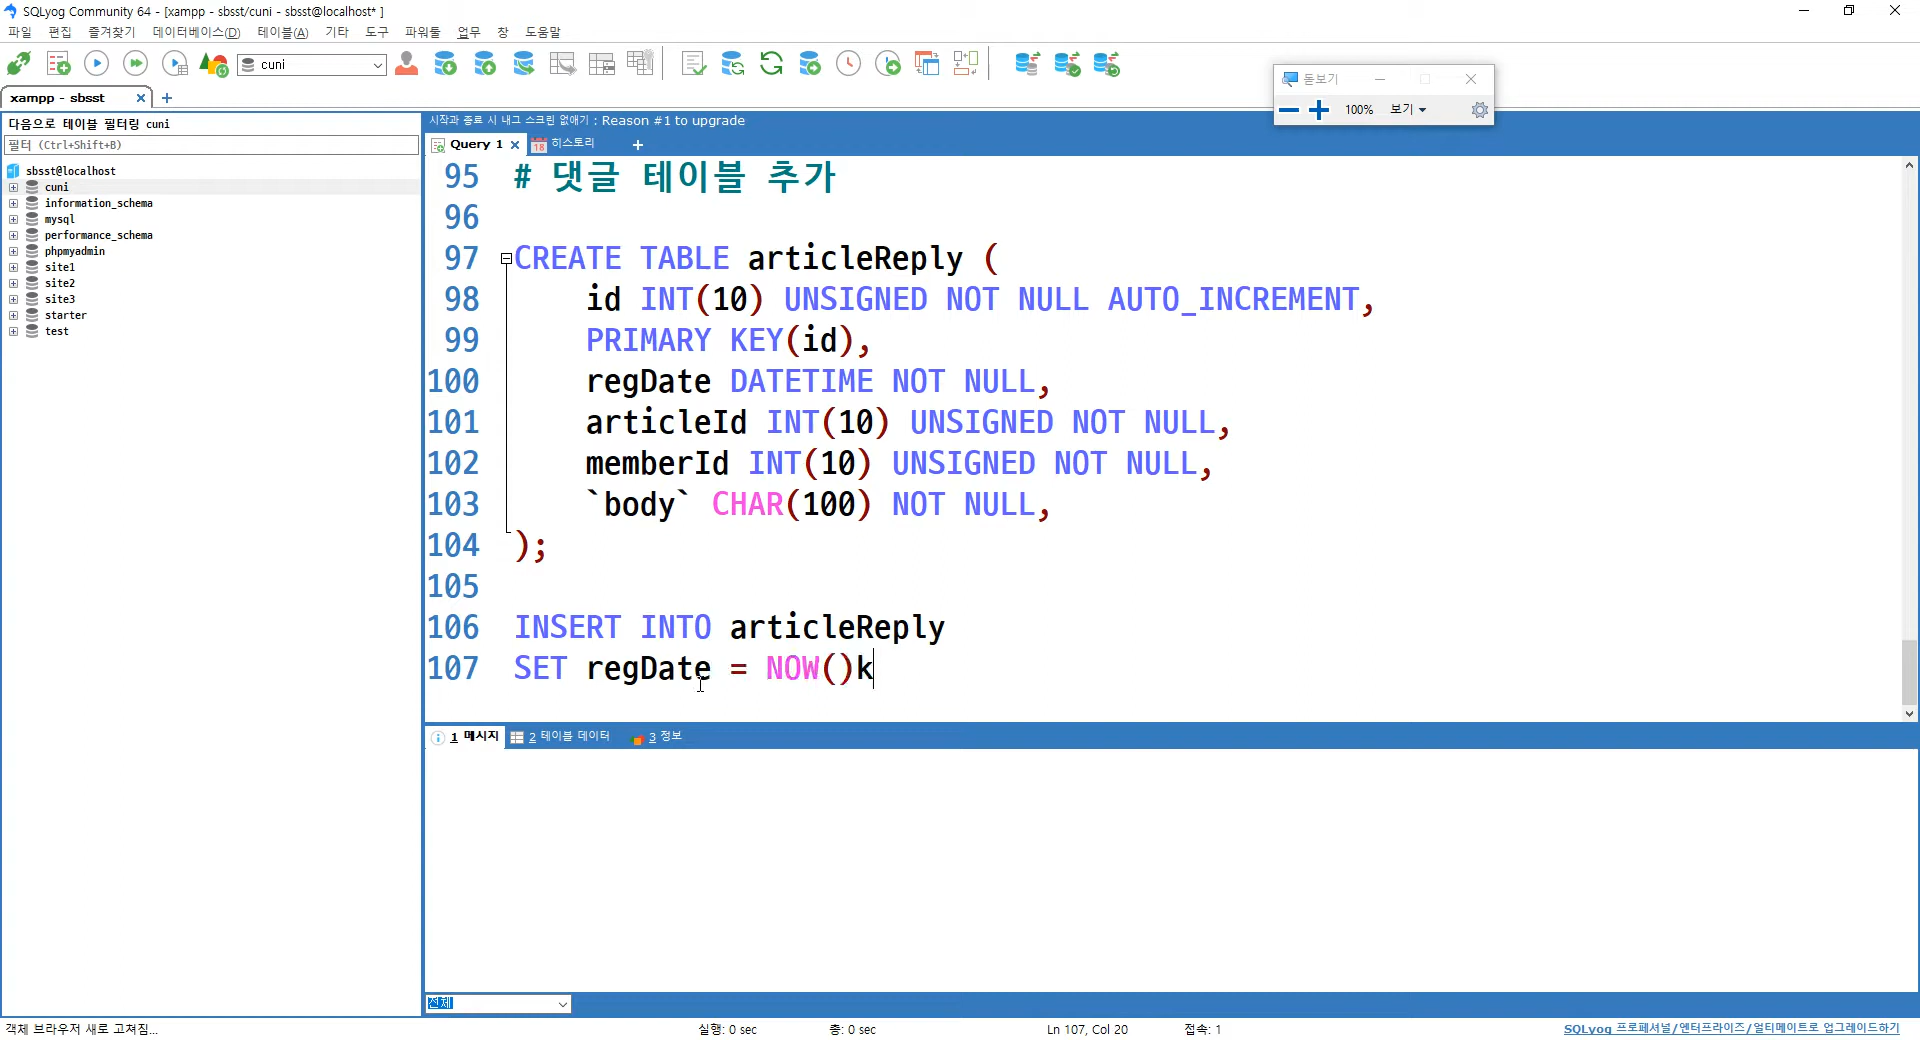 SQLyog Community 64 - [xampp - sbsst/cuni - sbsst@localhost* ]
파일 편집 즐겨찾기 데이터베이스(D) 테이블(A) 기타 도구 파워툴 업무 창 도움말
cuni
돋보기
100% 보기
xampp - sbsst
다음으로 테이블 필터링 cuni
필터 (Ctrl+Shift+B)
sbsst@localhost
cuni
information_schema
mysql
performance_schema
phpmyadmin
site1
site2
site3
starter
test
시작과 종료 시 내그 스크린 없애기 : Reason #1 to upgrade
Query 1 18 히스토리
95 # 댓글 테이블 추가
96
97 CREATE TABLE articleReply (
98 id INT(10) UNSIGNED NOT NULL AUTO_INCREMENT,
99 PRIMARY KEY(id),
100 regDate DATETIME NOT NULL,
101 articleId INT(10) UNSIGNED NOT NULL,
102 memberId INT(10) UNSIGNED NOT NULL,
103 `body` CHAR(100) NOT NULL,
104 );
105
106 INSERT INTO articleReply
107 SET regDate = NOW()k
1 메시지 2 테이블 데이터 3 정보
전체
객체 브라우저 새로 고쳐짐... 실행: 0 sec 총: 0 sec Ln 107, Col 20 접속: 1 SQLyog 프로페셔널/엔터프라이즈/얼티메이트로 업그레이드하기